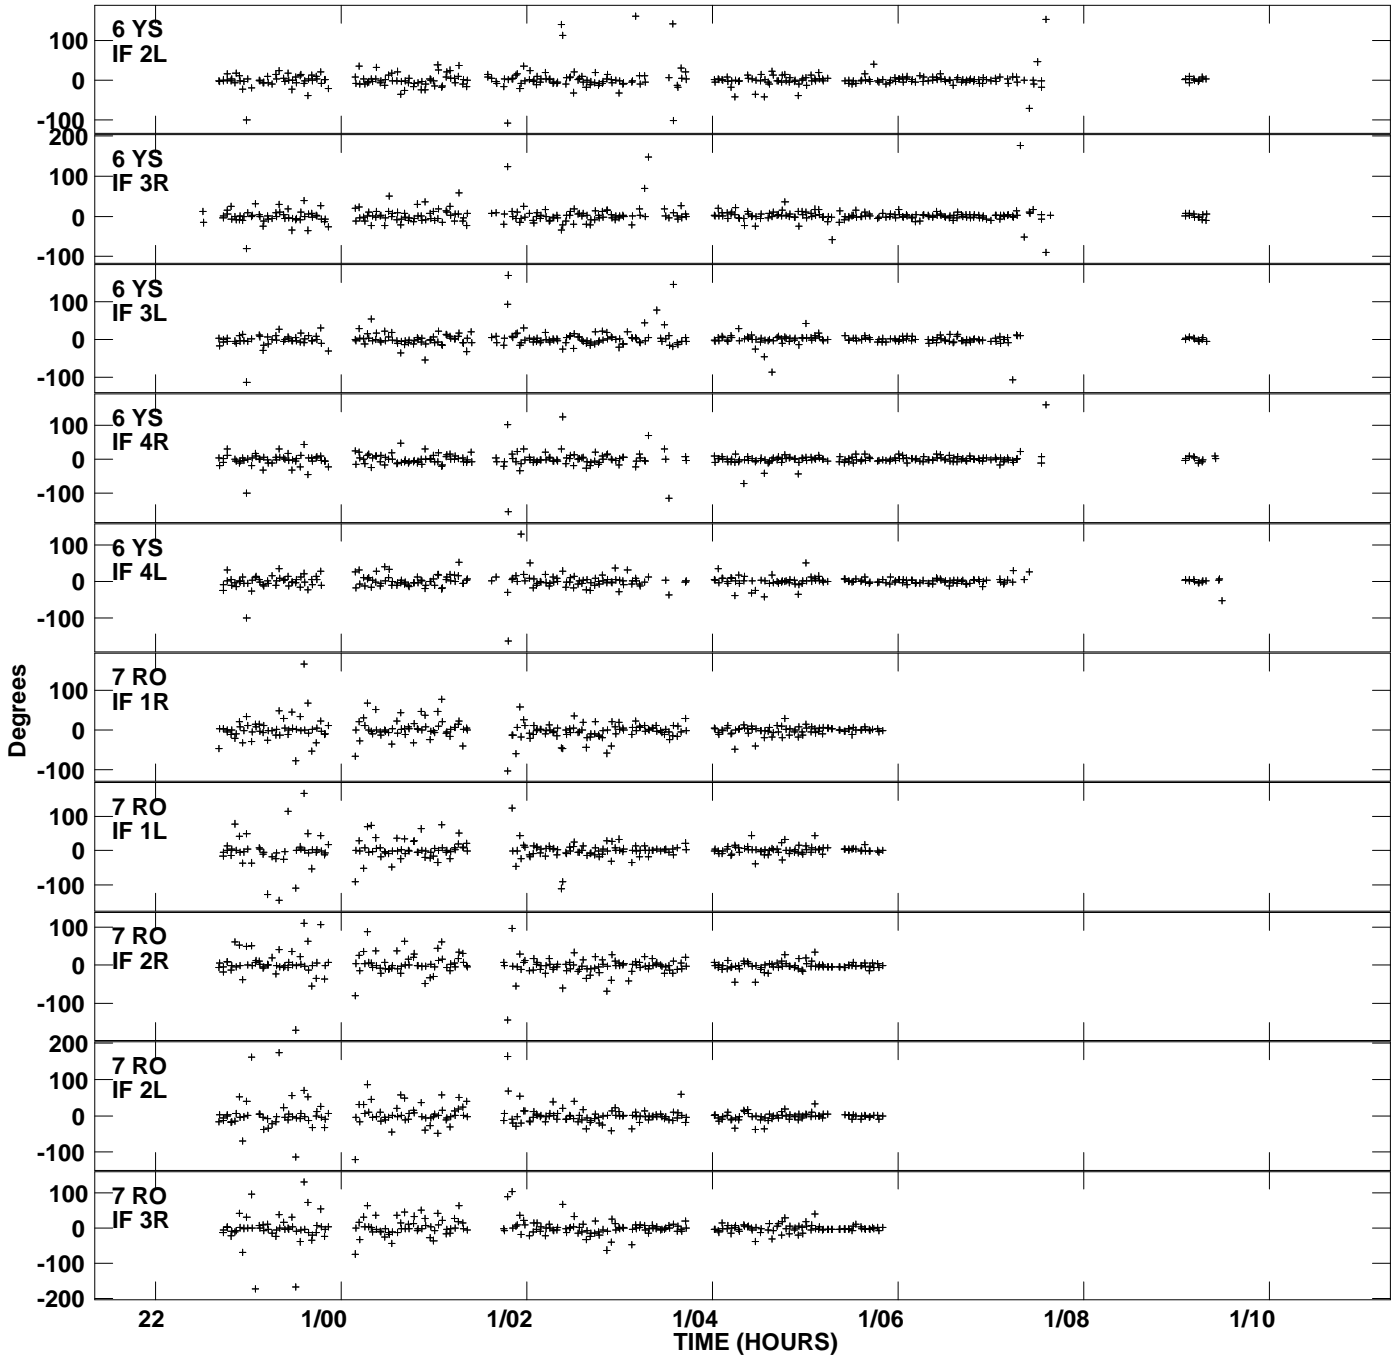 6 YS
IF 2L
100
0
-100
200
6 YS
IF 3R
100
0
-100
6 YS
IF 3L
100
0
-100
6 YS
IF 4R
100
0
-100
6 YS
IF 4L
100
0
-100
7 RO
IF 1R
100
0
-100
7 RO
IF 1L
100
0
-100
7 RO
IF 2R
100
0
-100
200
7 RO
IF 2L
100
0
-100
7 RO
IF 3R
100
0
-100
-200
Degrees
22 1/00 1/02 1/04 1/06 1/08 1/10
TIME (HOURS)